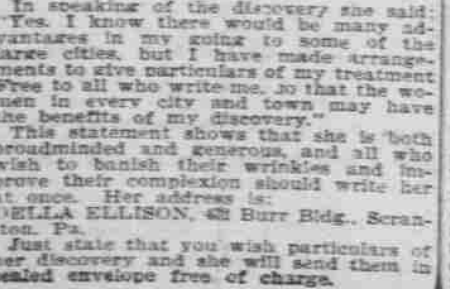 In speaking of the discovery she said:
"Yes. I know there would be many ad-
vantages in my going to some of the
large cities, but I have made arrange-
ments to give particulars of my treatment
Free to all who write me, so that the wo-
men in every city and town may have
the benefits of my discovery."
This statement shows that she is both
broadminded and generous, and all who
wish to banish their wrinkles and im-
prove their complexion should write her
at once. Her address is:
DELLA ELLISON, Burr Bldg., Scran-
ton, Pa.
Just state that you wish particulars of
her discovery and she will send them in
sealed envelope free of charge.